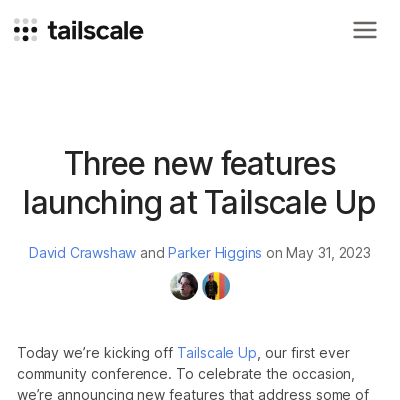 tailscale
Three new features
launching at Tailscale Up
David Crawshaw and Parker Higgins on May 31, 2023
Today we’re kicking off Tailscale Up, our first ever
community conference. To celebrate the occasion,
we’re announcing new features that address some of